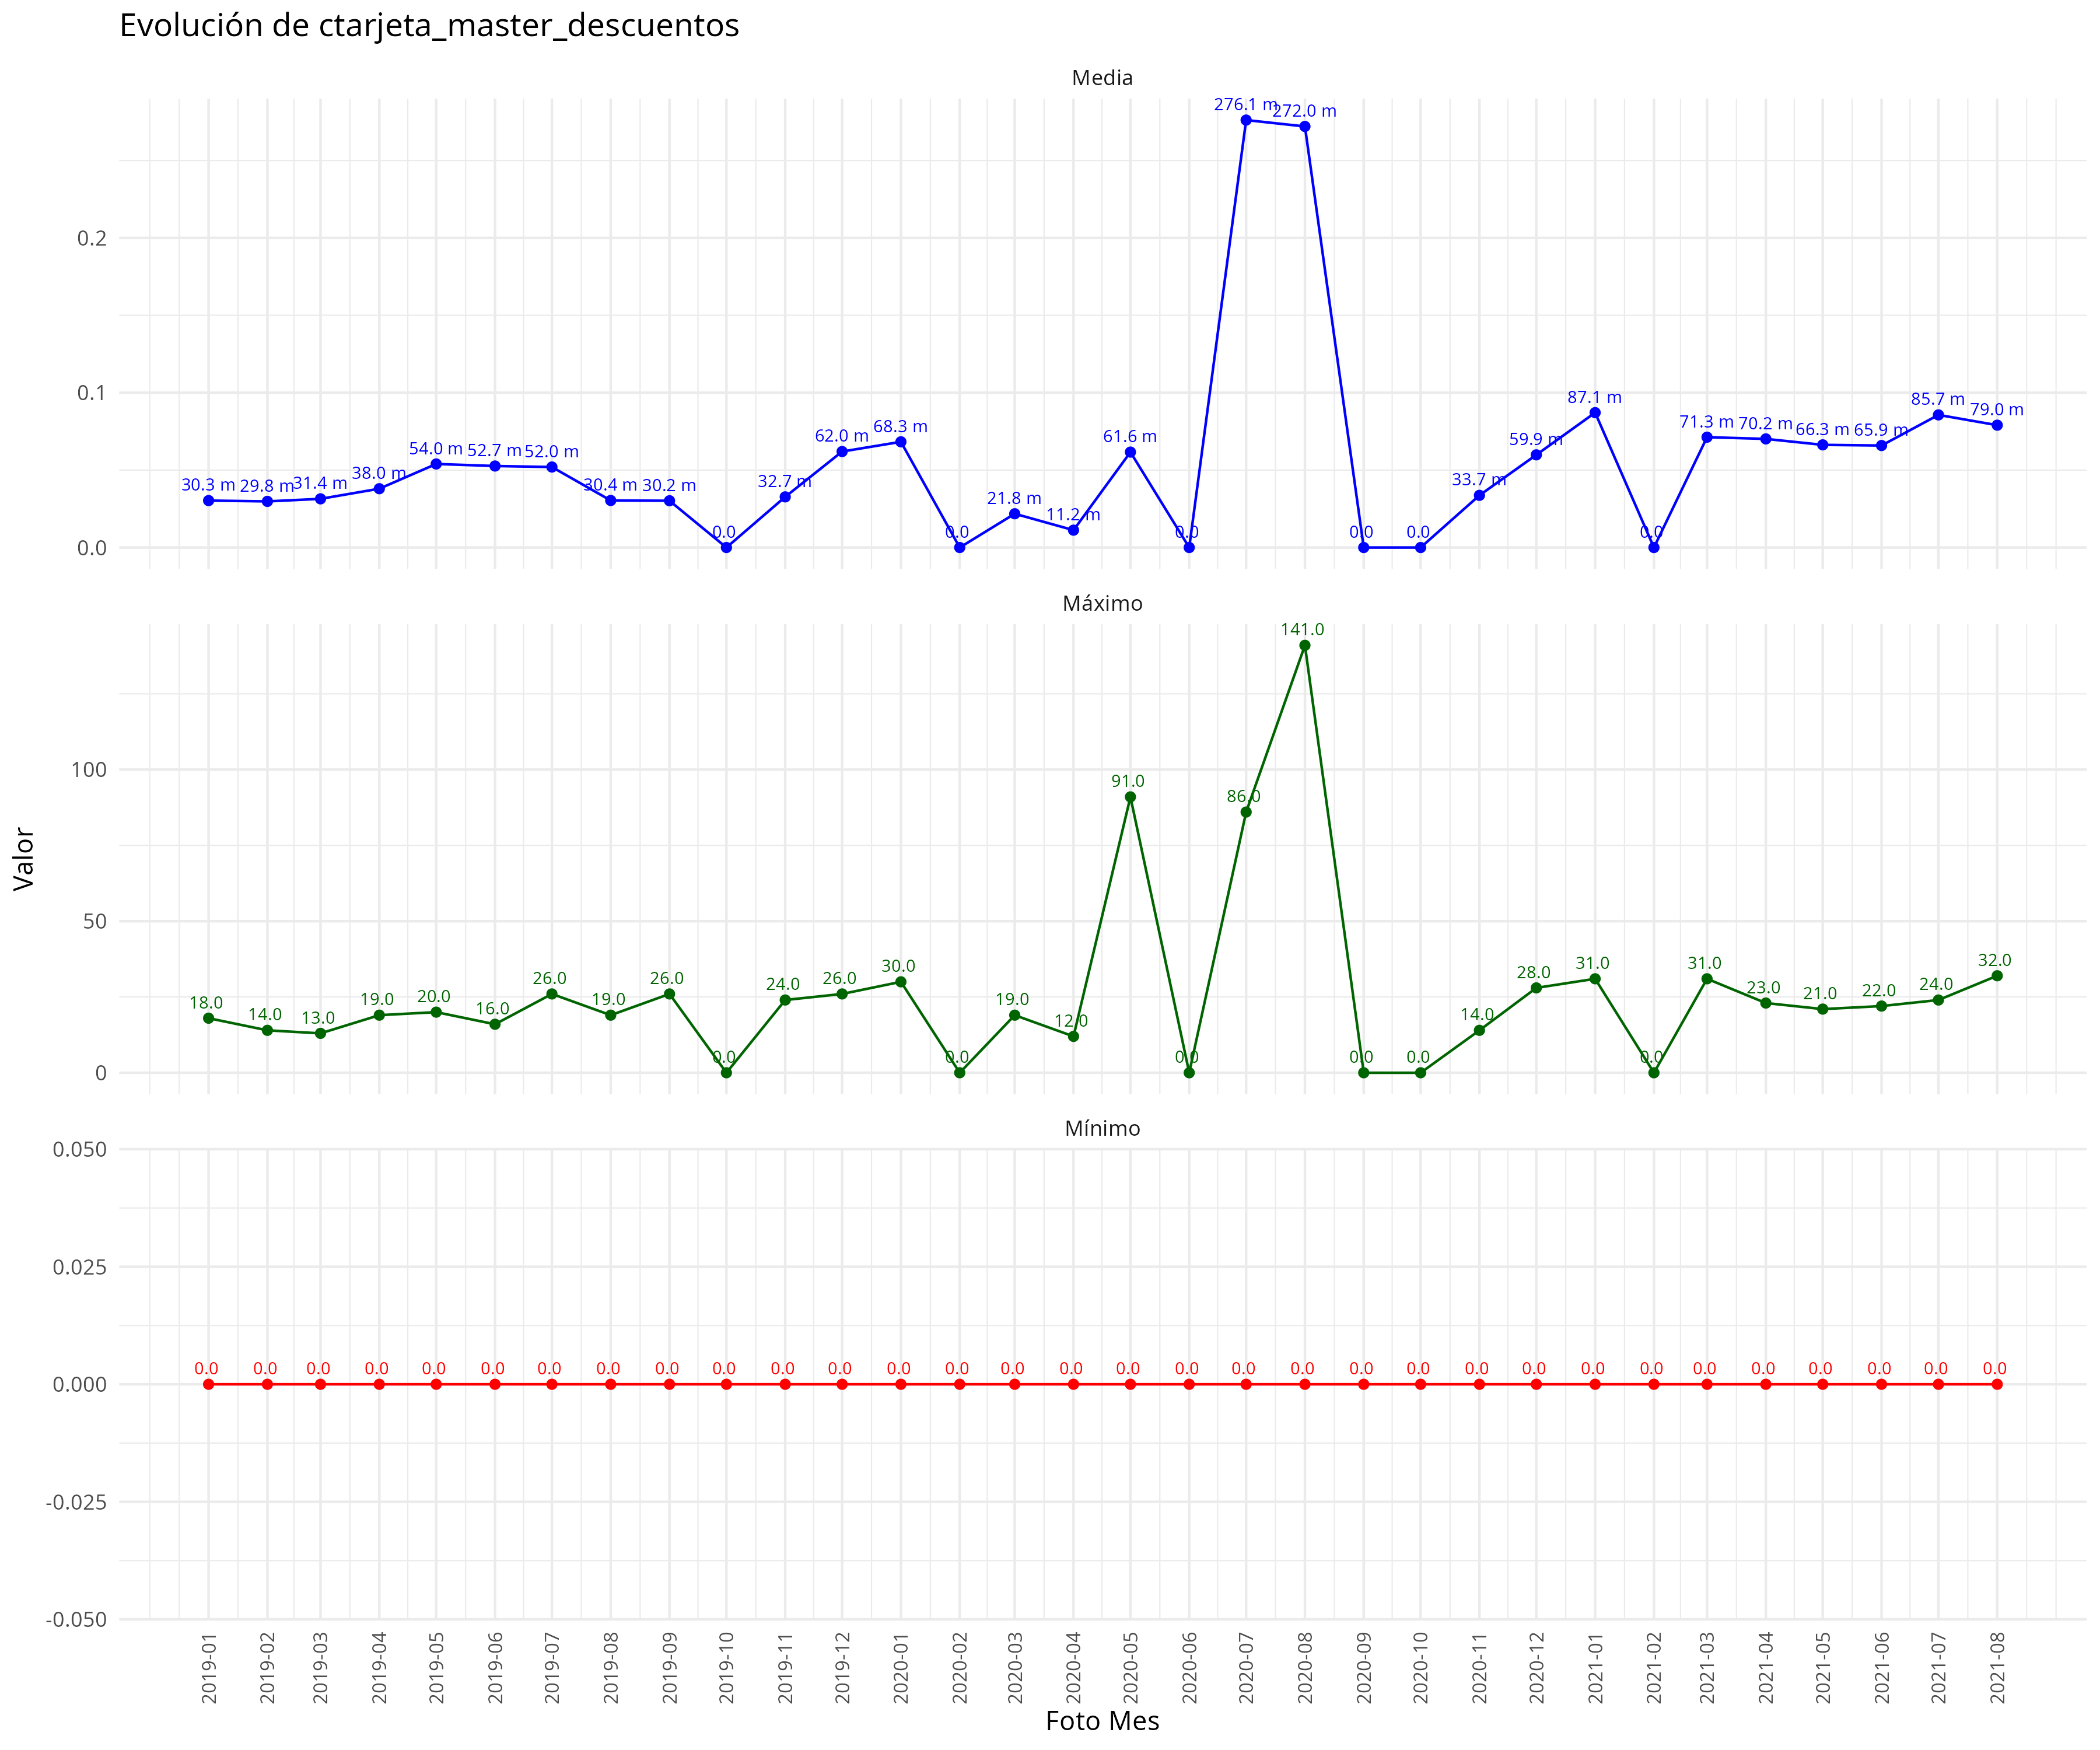 Evolución de ctarjeta_master_descuentos
Media
276.1 m 272.0 m
0.2
0.1
87.1 m 85.7 m 79.0 m
62.0 m 68.3 m 61.6 m 59.9 m 71.3 m 70.2 m 66.3 m 65.9 m
54.0 m 52.7 m 52.0 m
30.3 m 29.8 m 31.4 m 38.0 m 30.4 m 30.2 m 32.7 m 33.7 m
21.8 m 11.2 m
0.0 0.0 0.0 0.0 0.0 0.0
0.0
Máximo
141.0
100
91.0 86.0
50
18.0 14.0 13.0 19.0 20.0 16.0 26.0 19.0 26.0 24.0 26.0 30.0 19.0 12.0 14.0 28.0 31.0 31.0 23.0 21.0 22.0 24.0 32.0
0.0 0.0 0.0 0.0 0.0 0.0
0
Valor
Mínimo
0.050
0.025
0.0 0.0 0.0 0.0 0.0 0.0 0.0 0.0 0.0 0.0 0.0 0.0 0.0 0.0 0.0 0.0 0.0 0.0 0.0 0.0 0.0 0.0 0.0 0.0 0.0 0.0 0.0 0.0 0.0 0.0 0.0 0.0
0.000
-0.025
-0.050
2019-01 2019-02 2019-03 2019-04 2019-05 2019-06 2019-07 2019-08 2019-09 2019-10 2019-11 2019-12 2020-01 2020-02 2020-03 2020-04 2020-05 2020-06 2020-07 2020-08 2020-09 2020-10 2020-11 2020-12 2021-01 2021-02 2021-03 2021-04 2021-05 2021-06 2021-07 2021-08
Foto Mes